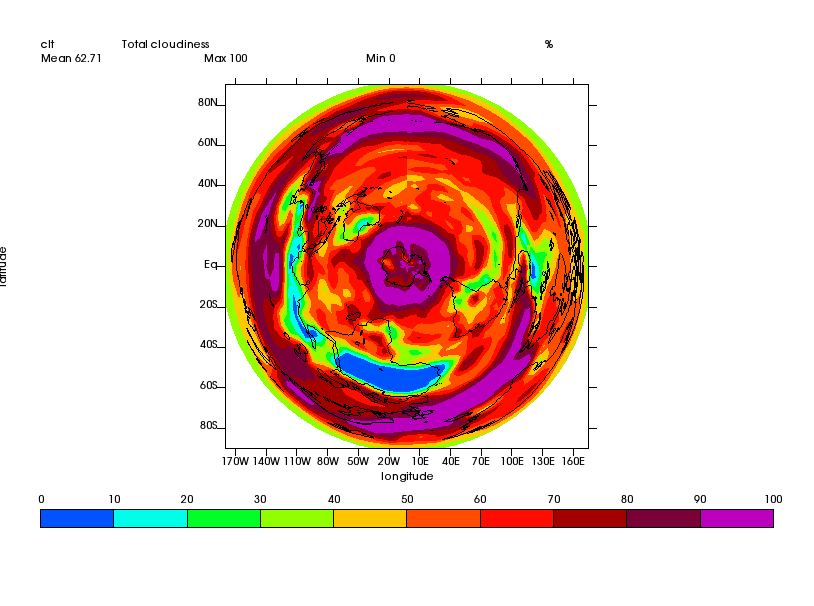 clt Total cloudiness %
Mean 62.71 Max 100 Min 0
80N
60N
40N
20N
Eq
20S
40S
60S
80S
latitude
170W 140W 110W 80W 50W 20W 10E 40E 70E 100E 130E 160E
longitude
0 10 20 30 40 50 60 70 80 90 100